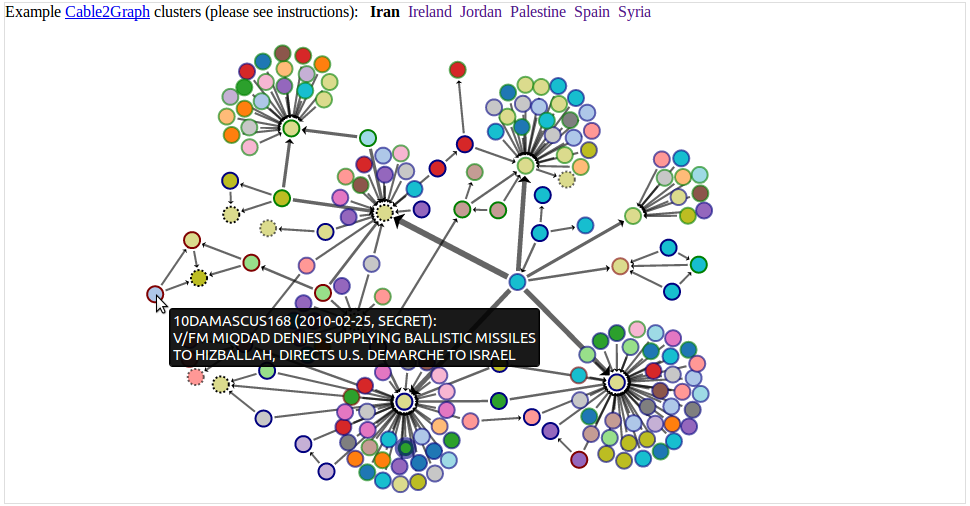 Example Cable2Graph clusters (please see instructions): Iran Ireland Jordan Palestine Spain Syria
10DAMASCUS168 (2010-02-25, SECRET):
V/FM MIQDAD DENIES SUPPLYING BALLISTIC MISSILES
TO HIZBALLAH, DIRECTS U.S. DEMARCHE TO ISRAEL